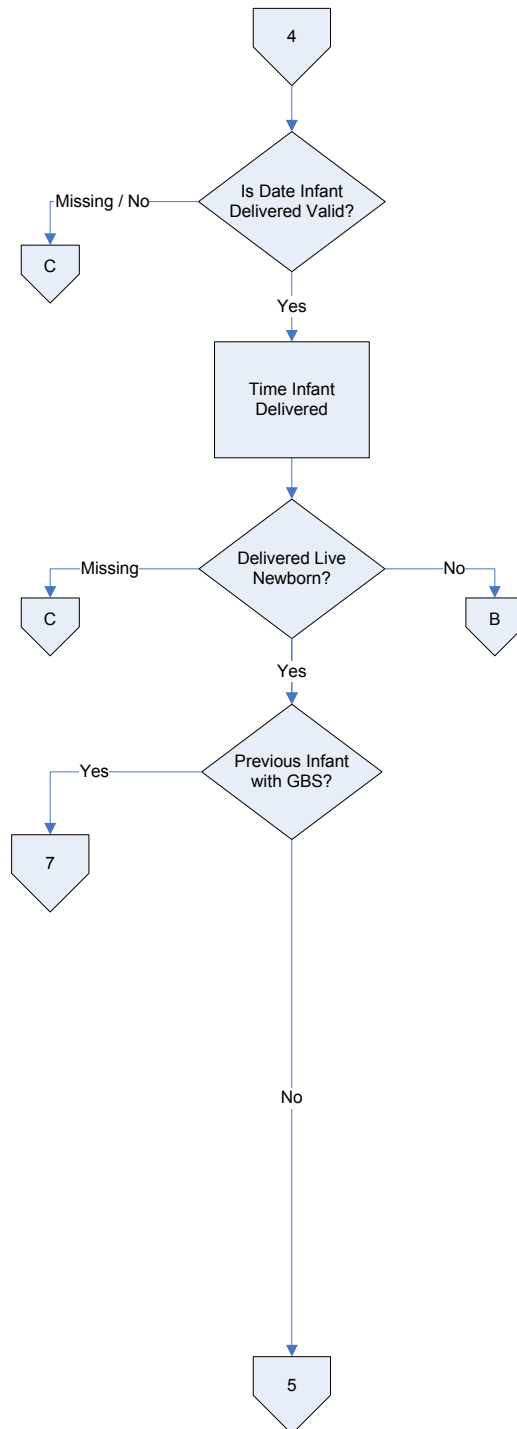 4
Is Date Infant
Delivered Valid?
Missing / No
C
Yes
Time Infant
Delivered
Delivered Live
Newborn?
Missing
No
C
B
Yes
Previous Infant
with GBS?
Yes
7
No
5